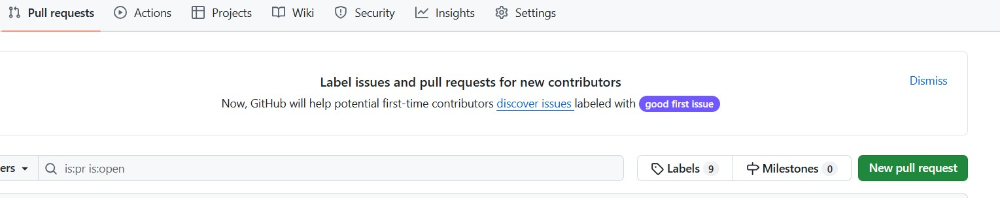 Pull requests Actions Projects Wiki Security Insights Settings
Label issues and pull requests for new contributors
Dismiss
Now, GitHub will help potential first-time contributors discover issues labeled with good first issue
ers is:pr is:open Labels 9 Milestones 0 New pull request